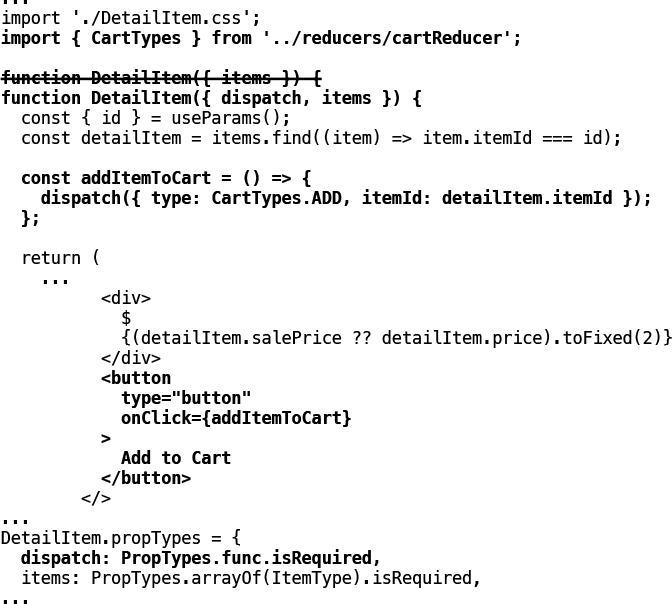 ...
import './DetailItem.css';
import { CartTypes } from '../reducers/cartReducer';
function DetailItem({ items }) {
function DetailItem({ dispatch, items }) {
const { id } = useParams();
const detailItem = items.find((item) => item.itemId === id);
const addItemToCart = () => {
dispatch({ type: CartTypes.ADD, itemId: detailItem.itemId });
};
return (
...
<div>
$
{(detailItem.salePrice ?? detailItem.price).toFixed(2)}
</div>
<button
type="button"
onClick={addItemToCart}
>
Add to Cart
</button>
</>
...
DetailItem.propTypes = {
dispatch: PropTypes.func.isRequired,
items: PropTypes.arrayOf(ItemType).isRequired,
...